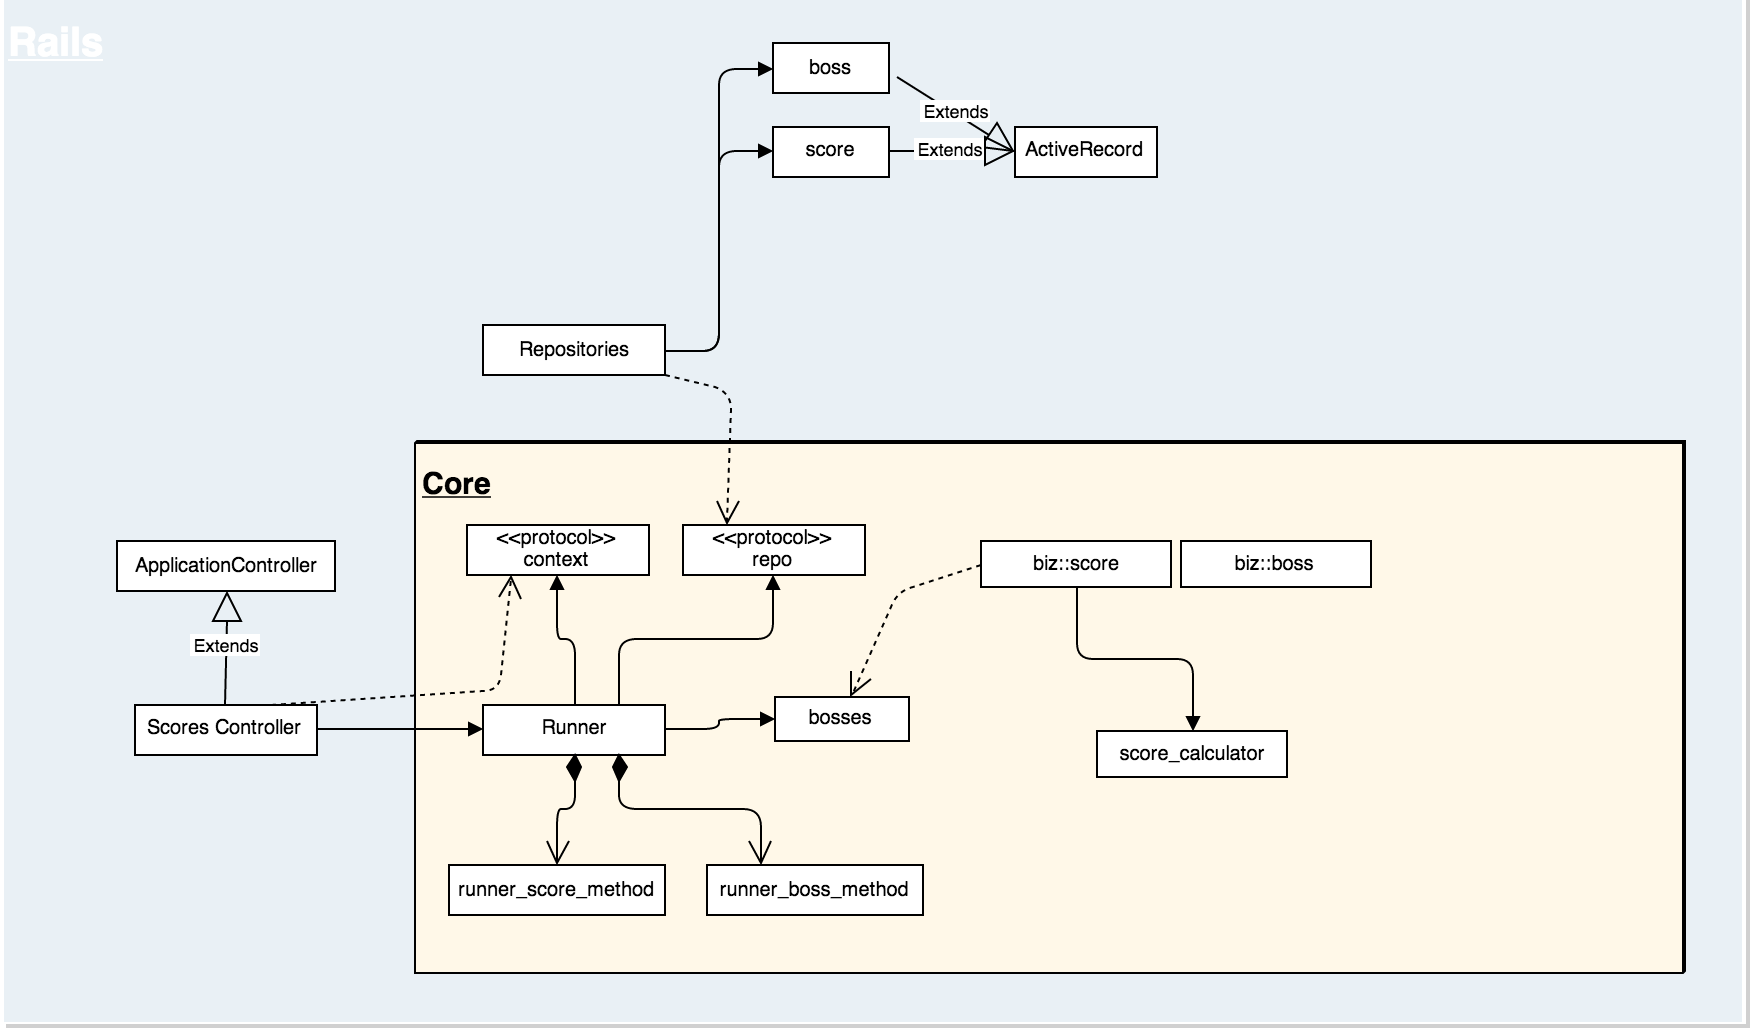 Rails
boss
Extends
score
Extends
ActiveRecord
Repositories
Core
<<protocol>>
context
<<protocol>>
repo
biz::score
biz::boss
ApplicationController
Extends
Scores Controller
Runner
bosses
score_calculator
runner_score_method
runner_boss_method